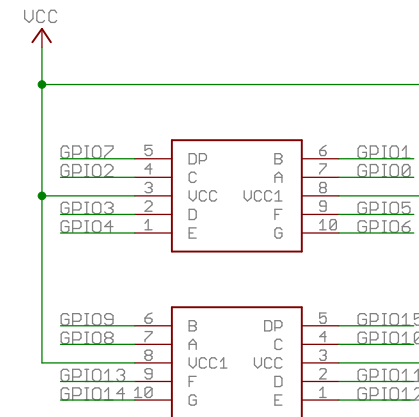 VCC
GPIO7 5 DP B 6 GPIO1
GPIO2 4 C A 7 GPIO0
3 VCC VCC1 8
GPIO3 2 D F 9 GPIO5
GPIO4 1 E G 10 GPIO6
GPIO9 6 B DP 5 GPIO15
GPIO8 7 A C 4 GPIO10
8 VCC1 VCC 3
GPIO13 9 F D 2 GPIO11
GPIO14 10 G E 1 GPIO12